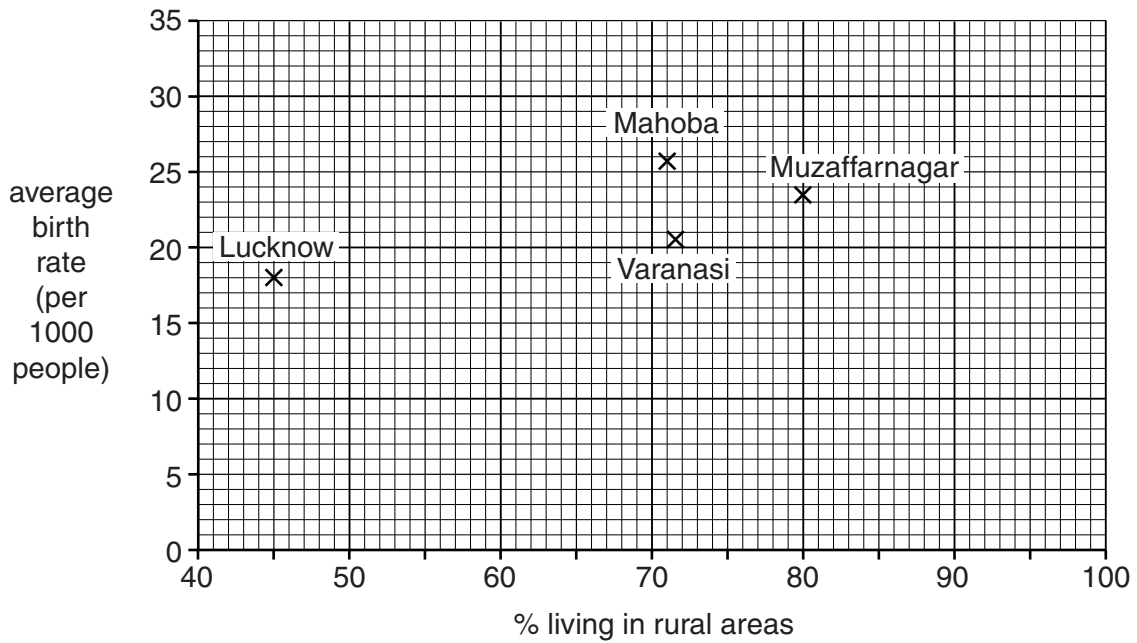 35
30
Mahoba
25
Muzaffarnagar
average
birth
rate
(per
1000
people)
20
Lucknow
Varanasi
15
10
5
0
40 50 60 70 80 90 100
% living in rural areas